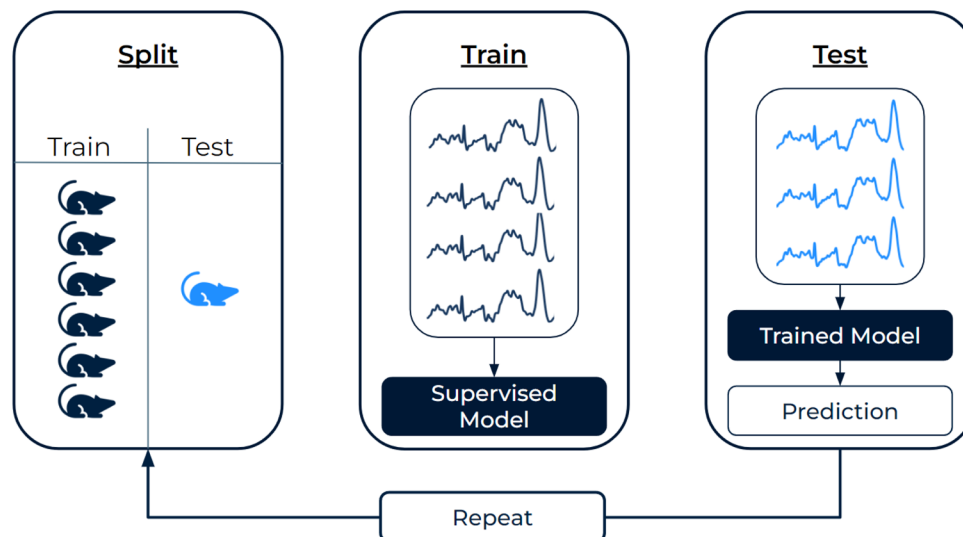 Split
Train
Test
Train
Supervised
Model
Test
Trained Model
Prediction
Repeat